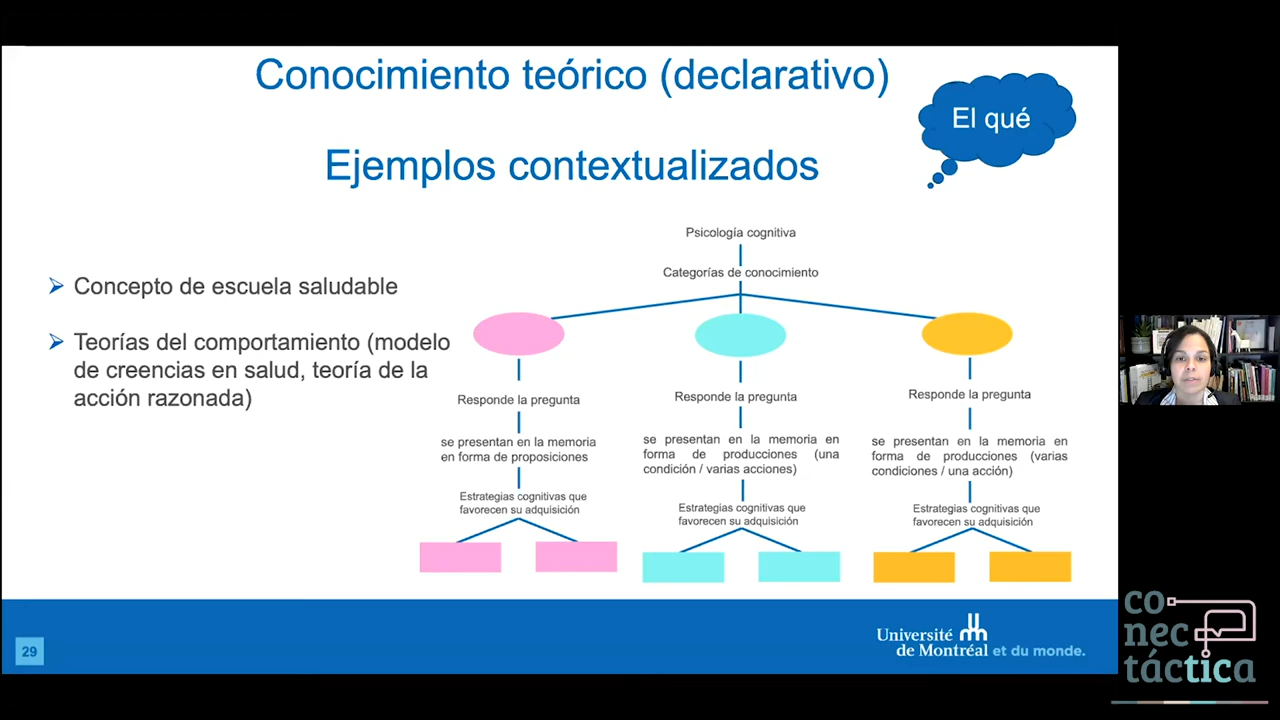 Conocimiento teórico (declarativo)
El qué
Ejemplos contextualizados
Concepto de escuela saludable
Teorías del comportamiento (modelo
de creencias en salud, teoría de la
acción razonada)
Psicología cognitiva
Categorías de conocimiento
Responde la pregunta
se presentan en la memoria
en forma de proposiciones
Estrategias cognitivas que
favorecen su adquisición
Responde la pregunta
se presentan en la memoria en
forma de producciones (una
condición / varias acciones)
Estrategias cognitivas que
favorecen su adquisición
Responde la pregunta
se presentan en la memoria en
forma de producciones (varias
condiciones / una acción)
Estrategias cognitivas que
favorecen su adquisición
29
Université
de Montréal et du monde.
co
nec
táctica